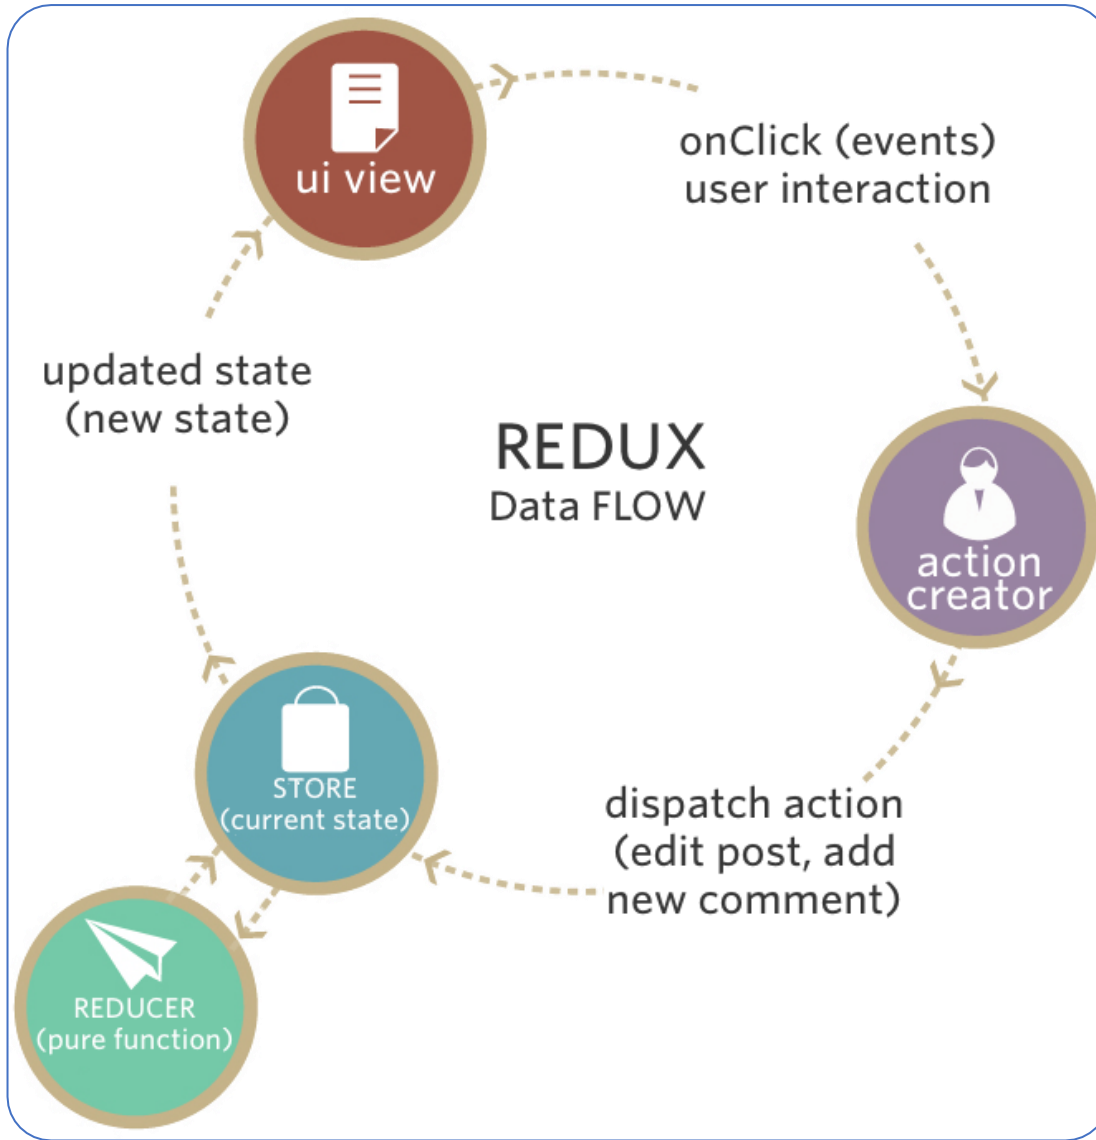 ui view
onClick (events)
user interaction
updated state
(new state)
REDUX
Data FLOW
action
creator
STORE
(current state)
dispatch action
(edit post, add
new comment)
REDUCER
(pure function)